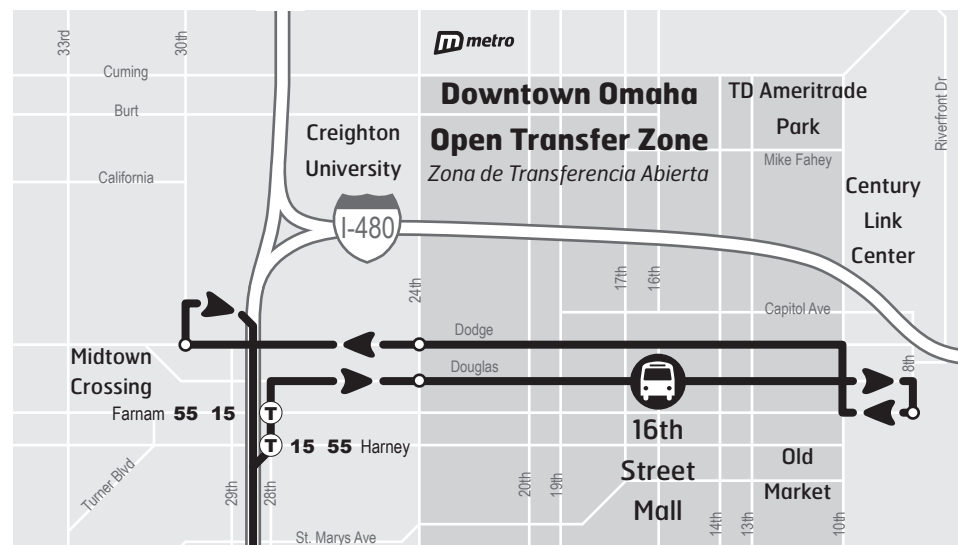 33rd
30th
metro
Cuming
Downtown Omaha
TD Ameritrade
Burt
Park
Riverfront Dr
Creighton
University
Open Transfer Zone
Mike Fahey
Zona de Transferencia Abierta
California
Century
Link
Center
I-480
24th
17th
16th
Capitol Ave
Dodge
Midtown
Crossing
Douglas
8th
Farnam 55 15
T
T
15 55 Harney
16th
Street
Mall
Old
Market
Turner Blvd
29th
28th
20th
19th
14th
13th
10th
St. Marys Ave